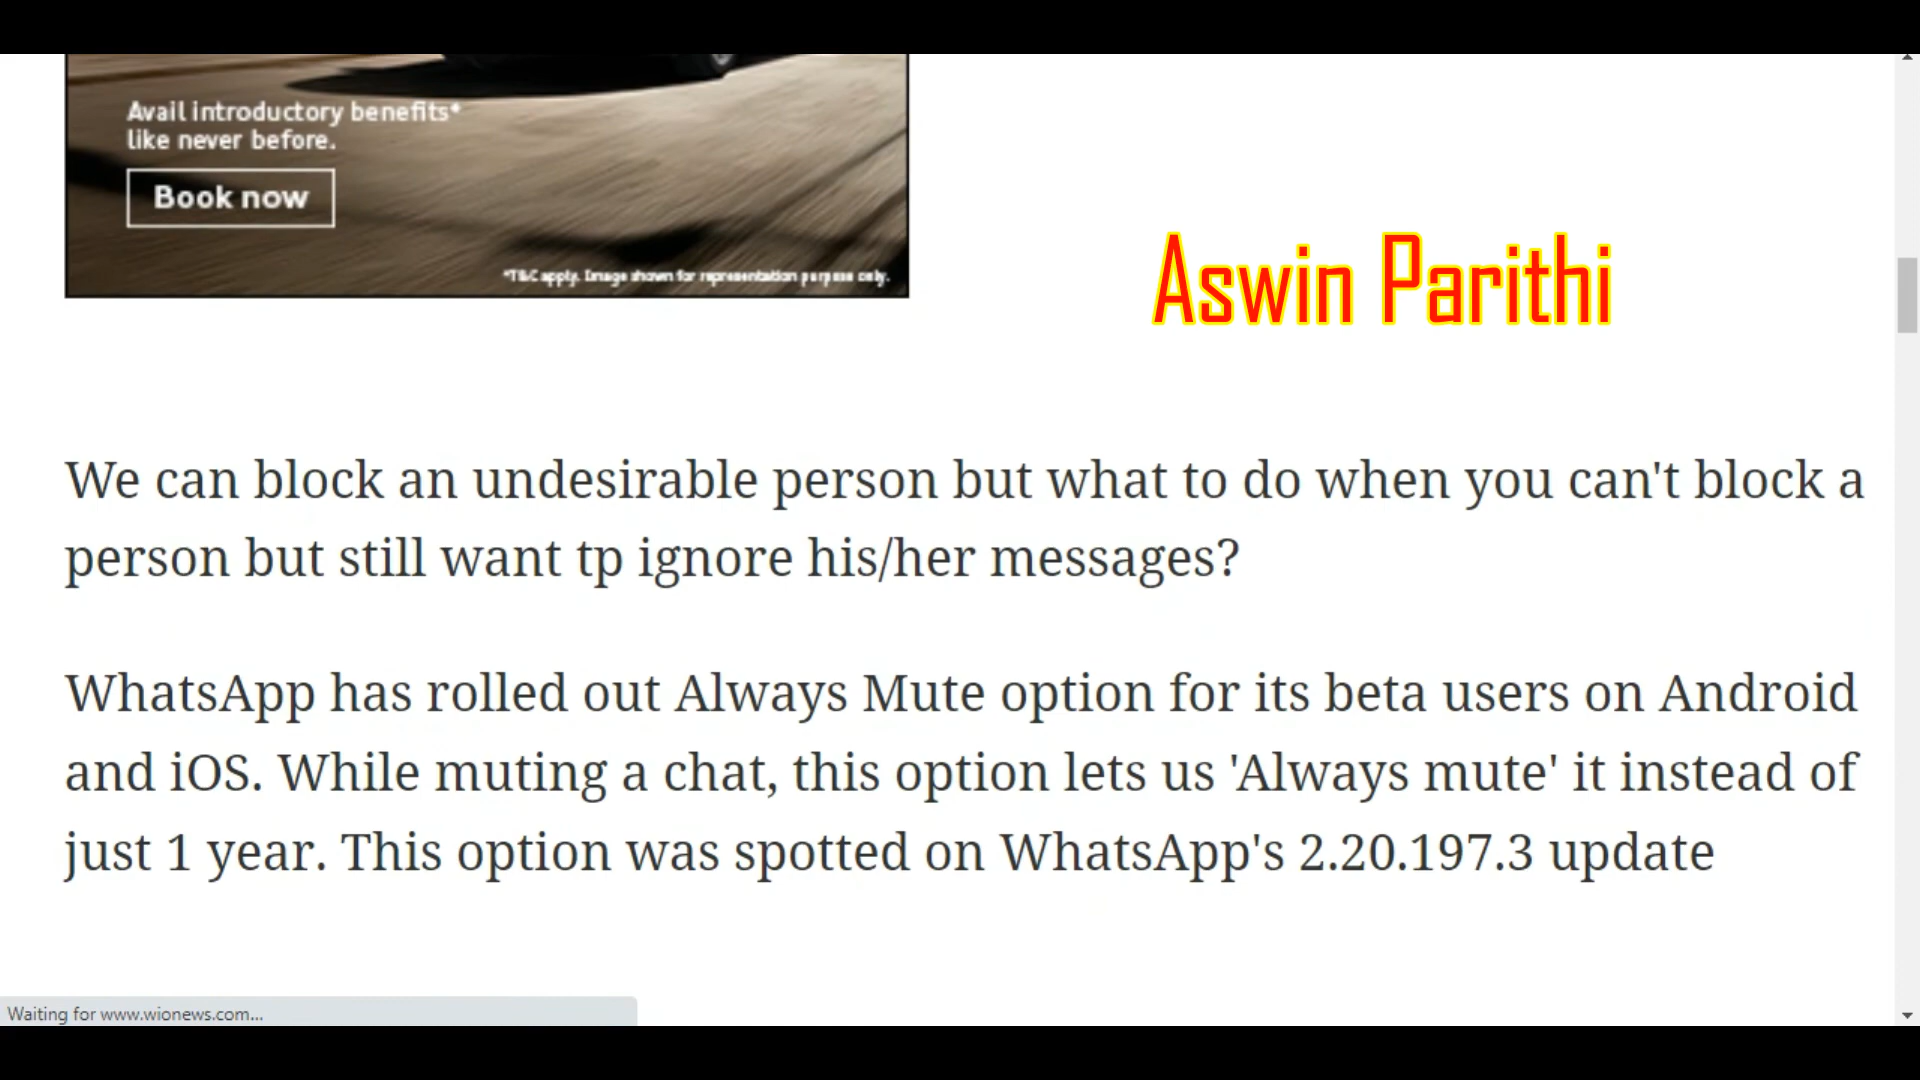 Avail introductory benefits*
like never before.
Book now
*T&C apply. Image shown for representation purpose only.
Aswin Parithi
We can block an undesirable person but what to do when you can't block a
person but still want tp ignore his/her messages?
WhatsApp has rolled out Always Mute option for its beta users on Android
and iOS. While muting a chat, this option lets us 'Always mute' it instead of
just 1 year. This option was spotted on WhatsApp's 2.20.197.3 update
Waiting for www.wionews.com...